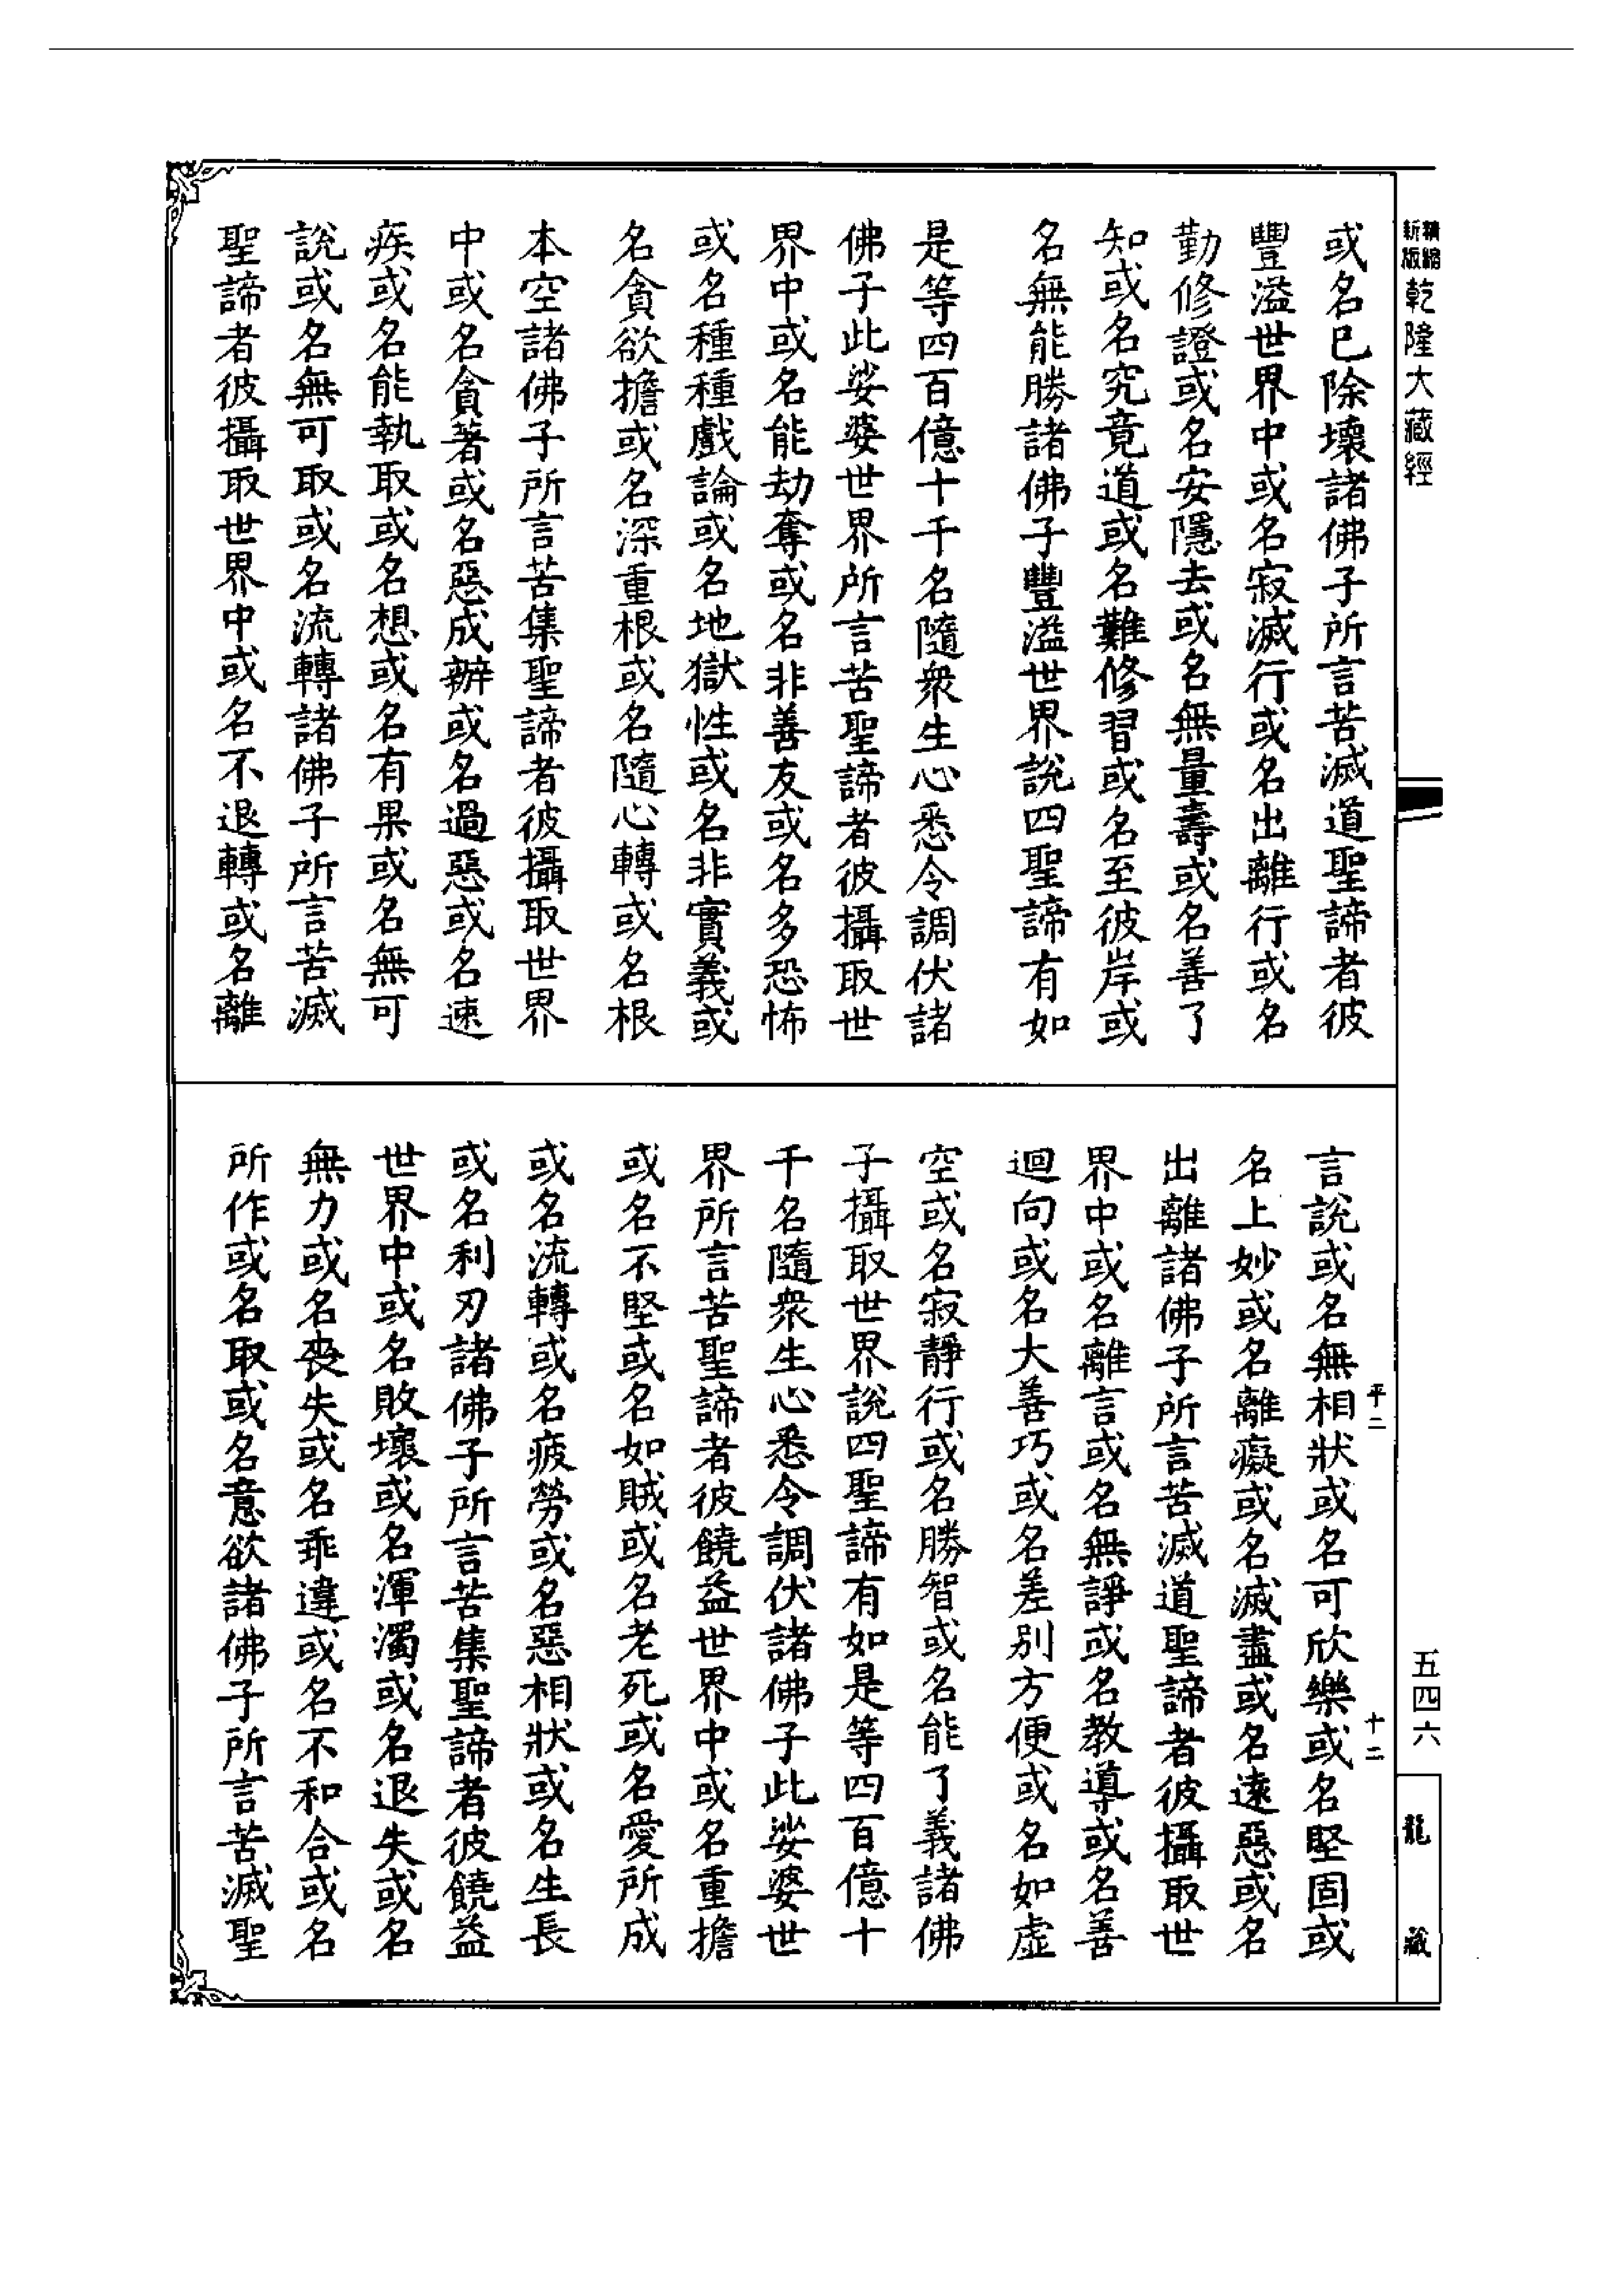 新版精縮乾隆大藏經
或名已除壞諸佛子所言苦滅道聖諦者彼
豐溢世界中或名寂滅行或名出離行或名
勤修證或名安隱去或名無量壽或名善了
知或名究竟道或名難修習或名至彼岸或
名無能勝諸佛子豐溢世界說四聖諦有如
是等四百億十千名隨衆生心悉令調伏諸
佛子此娑婆世界所言苦聖諦者彼攝取世
界中或名能劫奪或名非善友或名多恐怖
或名種種戲論或名地獄性或名非實義或
名貪欲擔或名深重根或名隨心轉或名根
本空諸佛子所言苦集聖諦者彼攝取世界
中或名貪著或名惡成辦或名過惡或名速
疾或名能執取或名想或名有果或名無可
說或名無可取或名流轉諸佛子所言苦滅
聖諦者彼攝取世界中或名不退轉或名離
言說或名無相狀或名可欣樂或名堅固或
名上妙或名離癡或名滅盡或名遠惡或名
出離諸佛子所言苦滅道聖諦者彼攝取世
界中或名離言或名無諍或名教導或名善
迴向或名大善巧或名差別方便或名如虛
空或名寂靜行或名勝智或名能了義諸佛
子攝取世界說四聖諦有如是等四百億十
千名隨衆生心悉令調伏諸佛子此娑婆世
界所言苦聖諦者彼饒益世界中或名重擔
或名不堅或名如賊或名老死或名愛所成
或名流轉或名疲勞或名惡相狀或名生長
或名利刃諸佛子所言苦集聖諦者彼饒益
世界中或名敗壞或名渾濁或名退失或名
無力或名喪失或名乖違或名不和合或名
所作或名取或名意欲諸佛子所言苦滅聖
平二
十二
五四六
龍藏